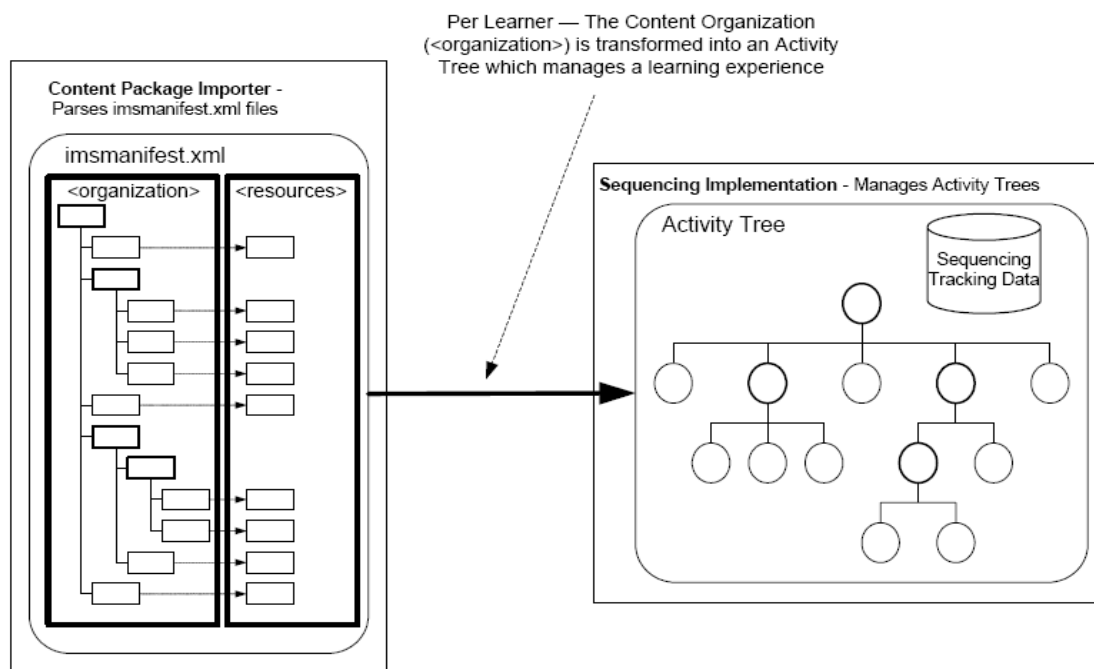 Per Learner — The Content Organization
(<organization>) is transformed into an Activity
Tree which manages a learning experience
Content Package Importer -
Parses imsmanifest.xml files
imsmanifest.xml
<organization>
<resources>
Sequencing Implementation - Manages Activity Trees
Activity Tree
Sequencing
Tracking Data